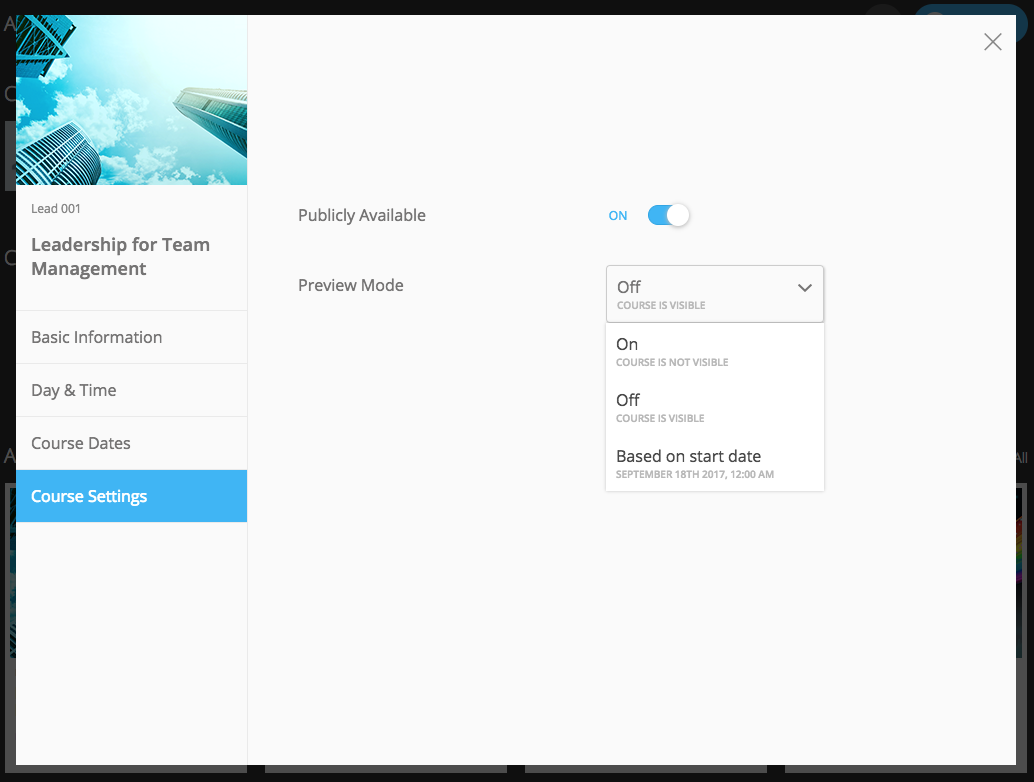 Lead 001
Leadership for Team
Management
Basic Information
Day & Time
Course Dates
Course Settings
Publicly Available
ON
Preview Mode
Off
COURSE IS VISIBLE
On
COURSE IS NOT VISIBLE
Off
COURSE IS VISIBLE
Based on start date
SEPTEMBER 18TH 2017, 12:00 AM
All